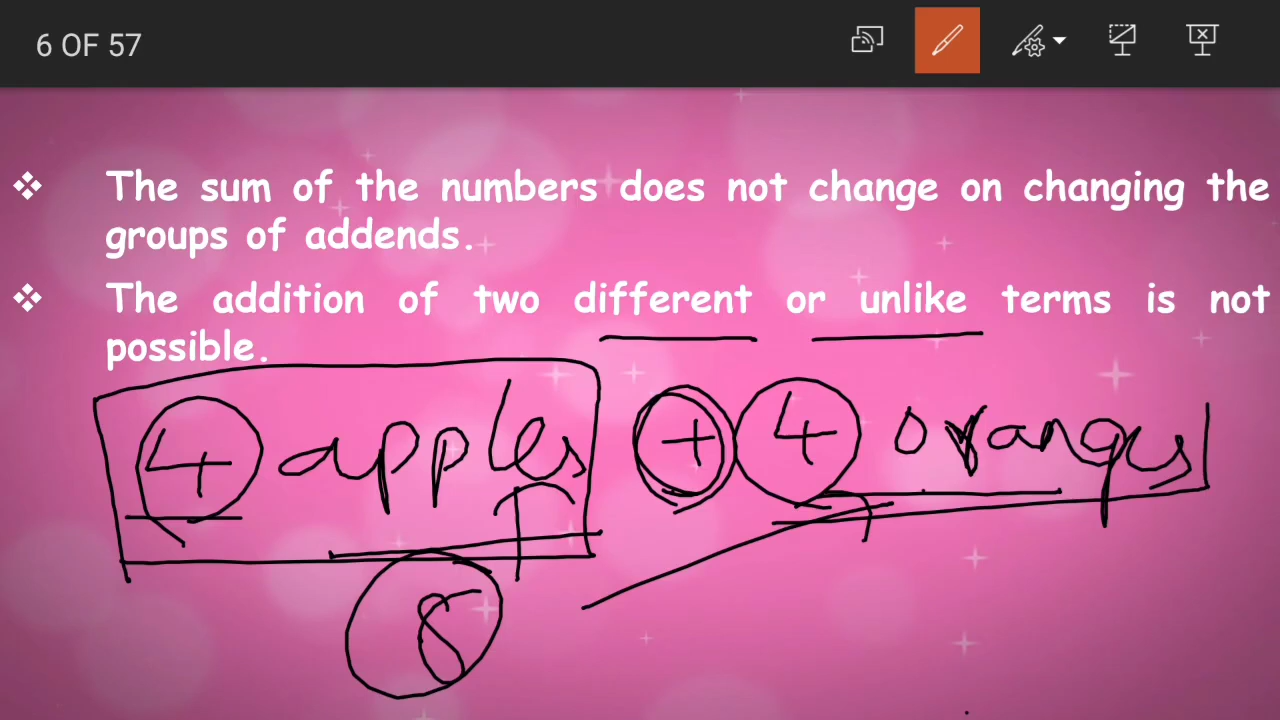 6 OF 57
❖ The sum of the numbers does not change on changing the
groups of addends.
❖ The addition of two different or unlike terms is not
possible.
4 apples + 4 oranges
8